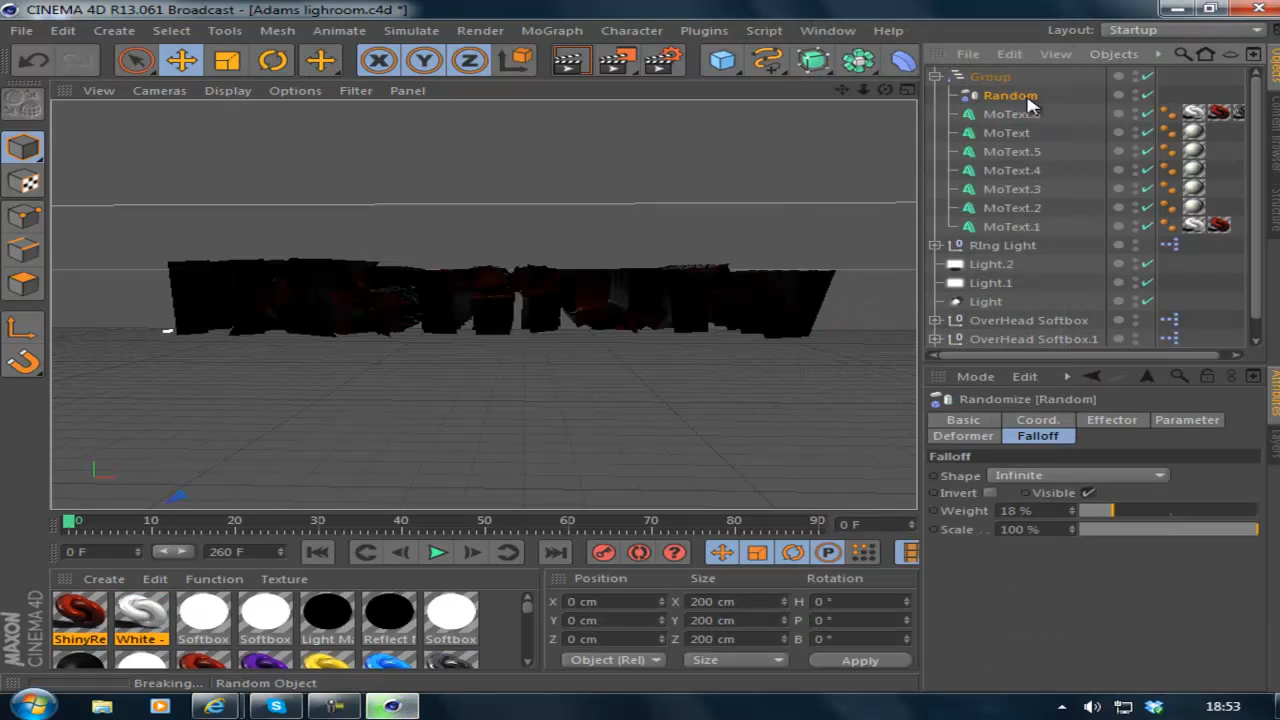 CINEMA 4D R13.061 Broadcast - [Adams lighroom.c4d *]
File Edit Create Select Tools Mesh Animate Simulate Render MoGraph Character Plugins Script Window Help Layout: Startup
X Y Z
File Edit View Objects
View Cameras Display Options Filter Panel
Group
Random
MoText.
MoText
MoText.5
MoText.4
MoText.3
MoText.2
MoText.1
RIng Light
Light.2
Light.1
Light
OverHead Softbox
OverHead Softbox.1
Objects
Content Browser
Structure
Mode Edit
Randomize [Random]
Basic Coord. Effector Parameter
Deformer Falloff
Falloff
Shape Infinite
Invert Visible
Weight 18 %
Scale 100 %
Attributes
Layers
0 10 20 30 40 50 60 70 80 90 0 F
0 F 260 F
P
Create Edit Function Texture
ShinyRe White - Softbox Softbox Light Ma Reflect M Softbox
Position Size Rotation
X 0 cm X 200 cm H 0 °
Y 0 cm Y 200 cm P 0 °
Z 0 cm Z 200 cm B 0 °
Object (Rel) Size Apply
MAXON
CINEMA 4D
Breaking... Random Object
18:53